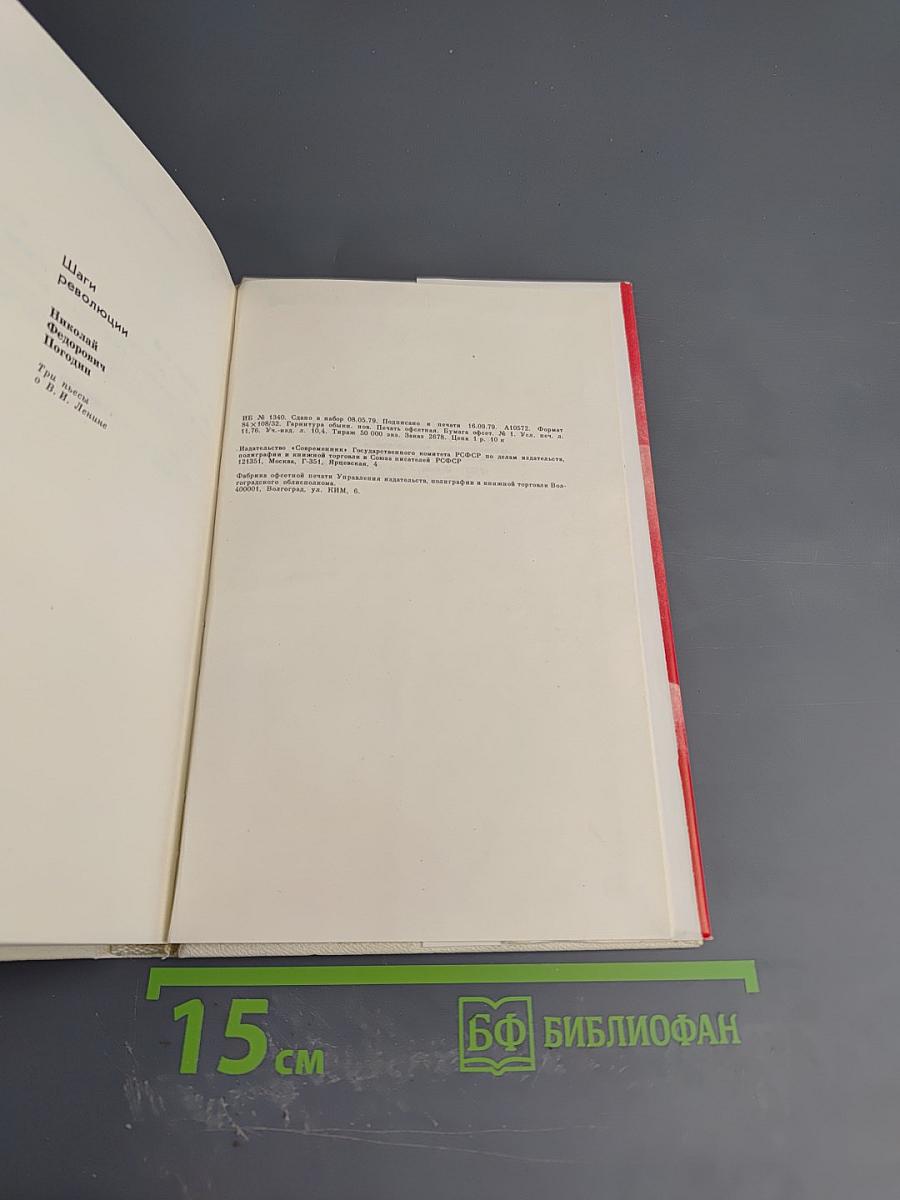 Шаги
революции
Николай
Федорович
Погодин
Три пьесы
о В. И. Ленине
ИБ № 1340. Сдано в набор 08.05.79. Подписано к печати 16.09.79. А10572. Формат
84×108/32. Гарнитура обыкн. нов. Печать офсетная. Бумага офсет. № 1. Усл. печ. л.
11,76. Уч.-изд. л. 10,4. Тираж 50 000 экз. Заказ 2678. Цена 1 р. 10 к
Издательство «Современник» Государственного комитета РСФСР по делам издательств,
полиграфии и книжной торговли и Союза писателей РСФСР
121351, Москва, Г-351, Ярцевская, 4
Фабрика офсетной печати Управления издательств, полиграфии и книжной торговли Вол-
гоградского облисполкома.
400001, Волгоград, ул. КИМ, 6.
15 см
БФ БИБЛИОФАН